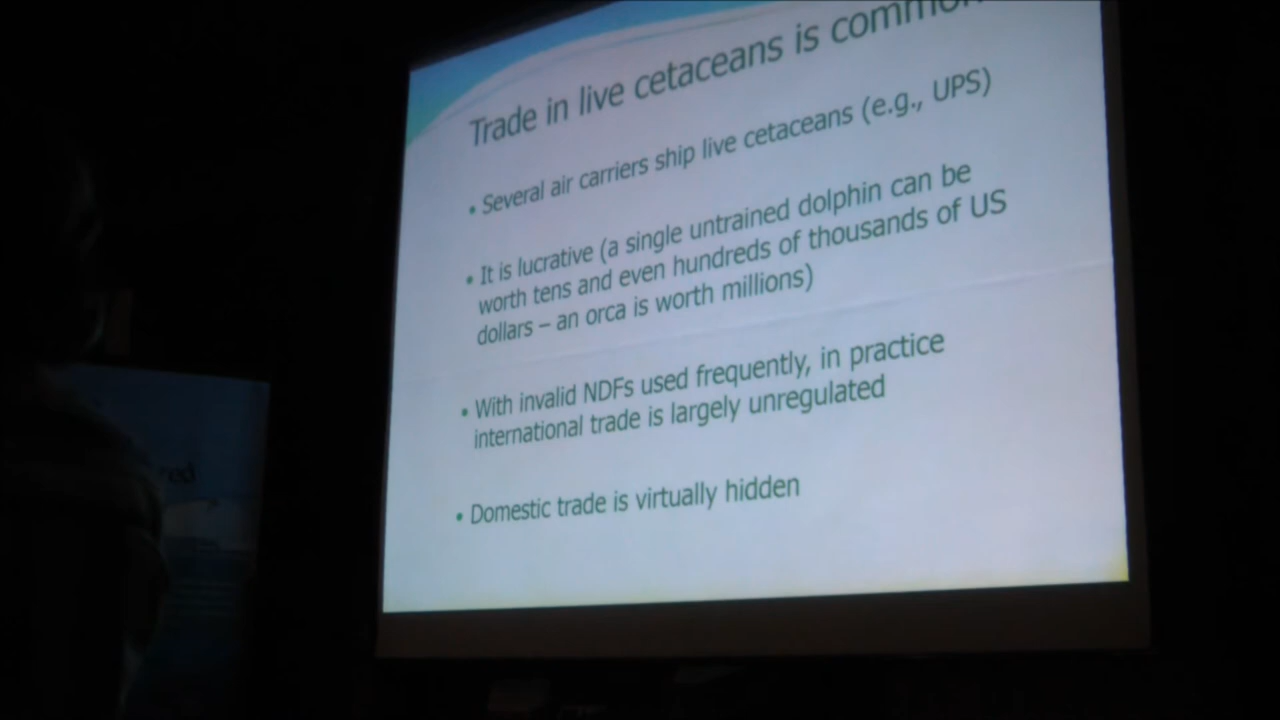 Trade in live cetaceans is common
• Several air carriers ship live cetaceans (e.g., UPS)
• It is lucrative (a single untrained dolphin can be
worth tens and even hundreds of thousands of US
dollars – an orca is worth millions)
• With invalid NDFs used frequently, in practice
international trade is largely unregulated
• Domestic trade is virtually hidden